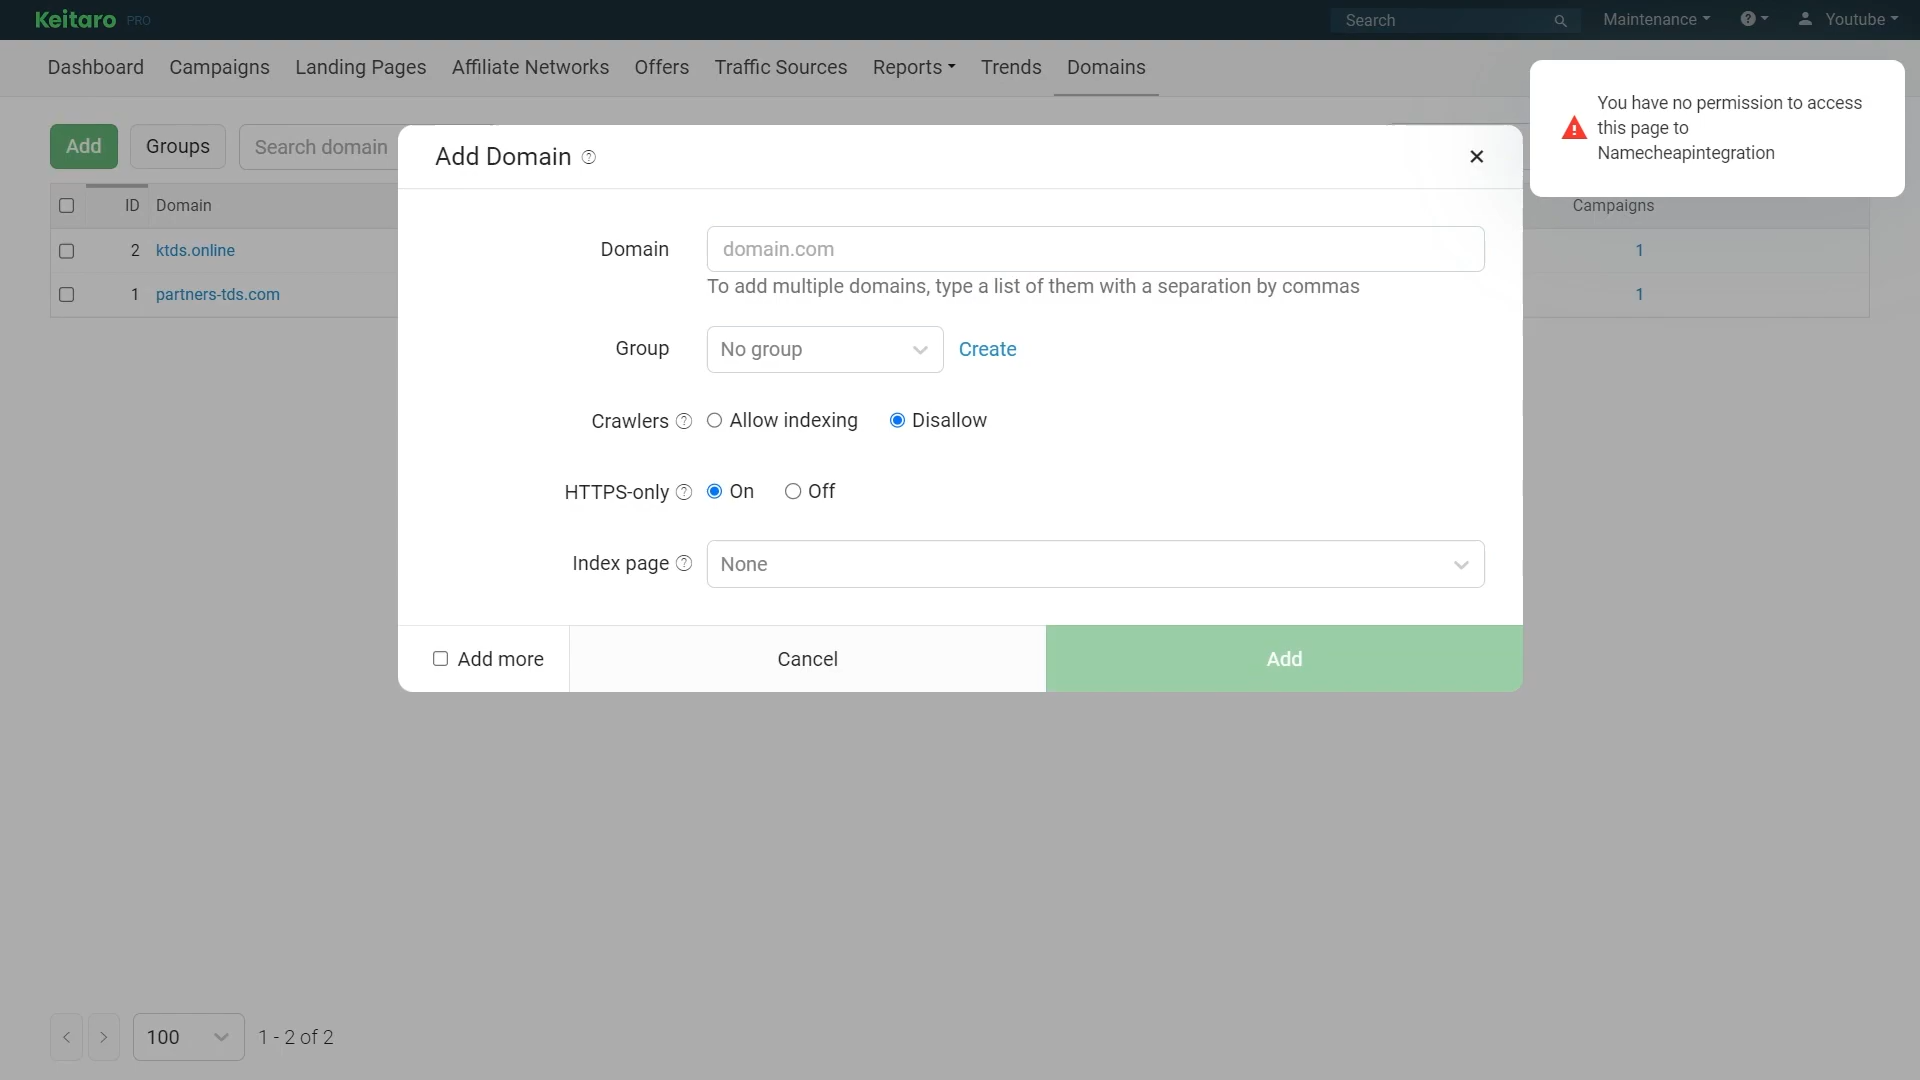 Keitaro PRO
Search
Maintenance
Youtube
Dashboard
Campaigns
Landing Pages
Affiliate Networks
Offers
Traffic Sources
Reports
Trends
Domains
You have no permission to access
this page to
Namecheapintegration
Add
Groups
Search domain
Add Domain
ID
Domain
Campaigns
2
ktds.online
1
1
partners-tds.com
1
Domain
domain.com
To add multiple domains, type a list of them with a separation by commas
Group
No group
Create
Crawlers
Allow indexing
Disallow
HTTPS-only
On
Off
Index page
None
Add more
Cancel
Add
100
1 - 2 of 2